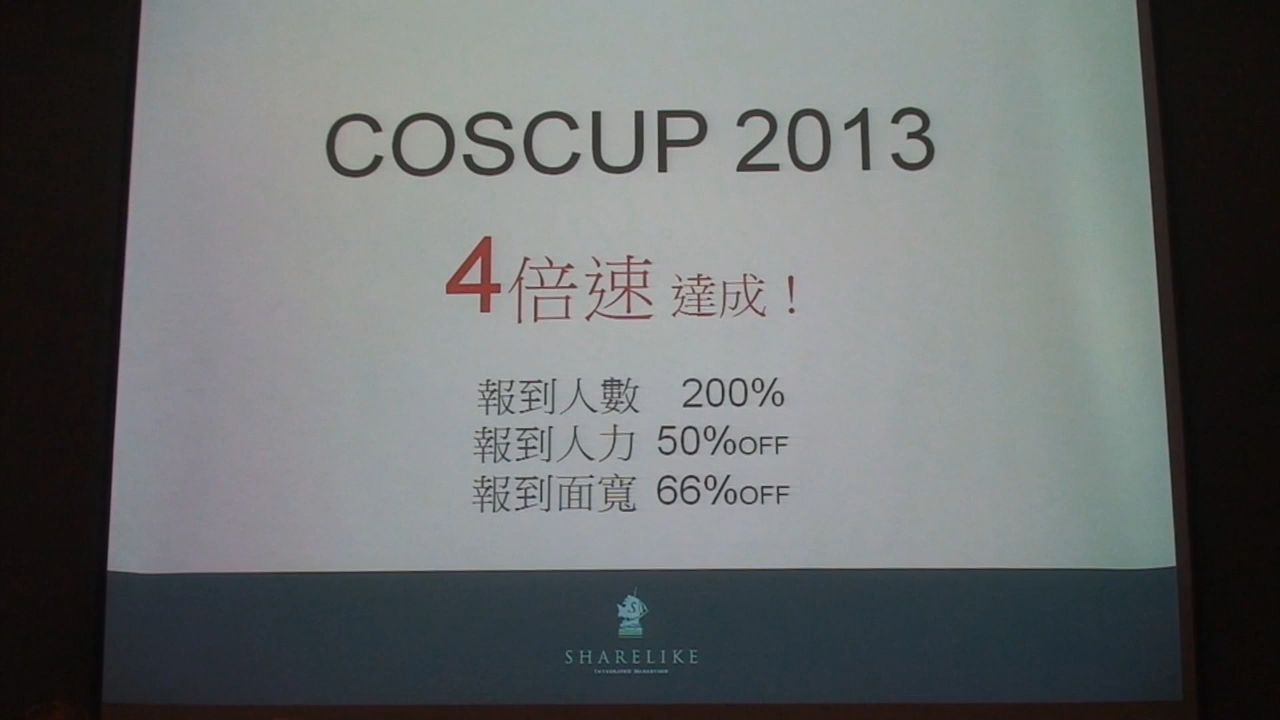 COSCUP 2013
4倍速 達成！
報到人數 200%
報到人力 50%OFF
報到面寬 66%OFF
SHARELIKE